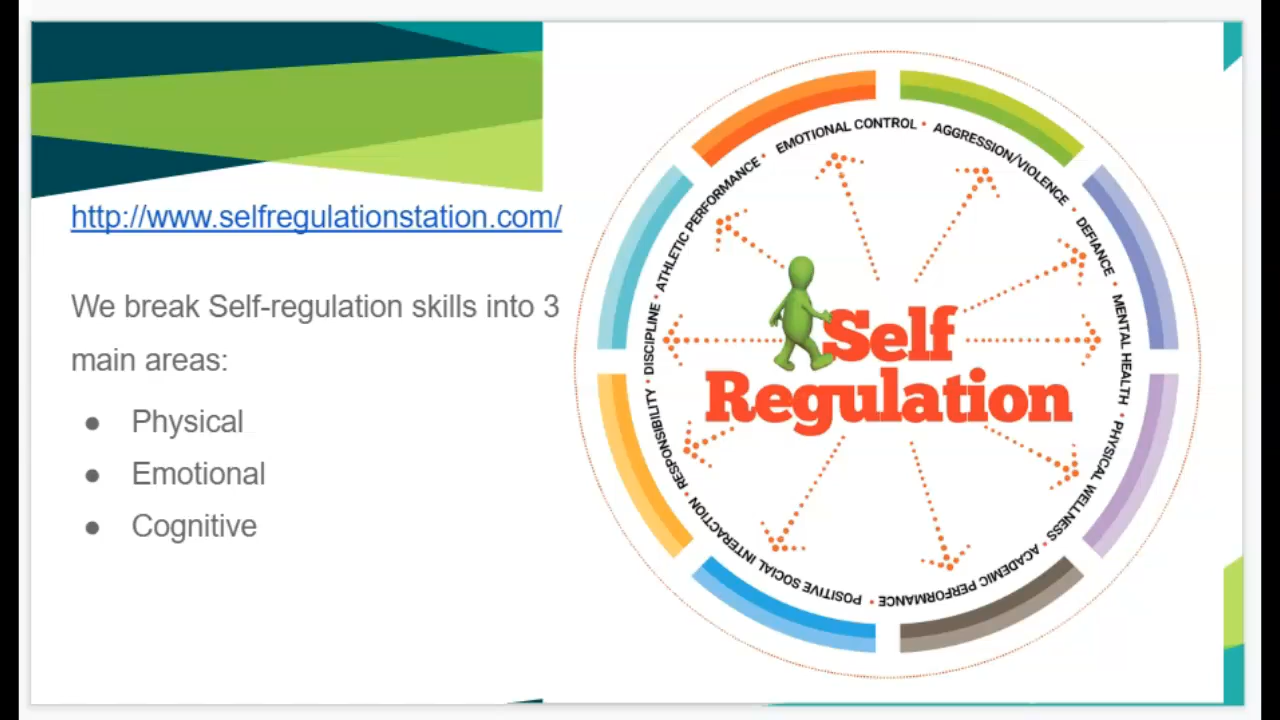 http://www.selfregulationstation.com/
We break Self-regulation skills into 3
main areas:
● Physical
● Emotional
● Cognitive
EMOTIONAL CONTROL • AGGRESSION/VIOLENCE • DEFIANCE • MENTAL HEALTH • PHYSICAL WELLNESS • ACADEMIC PERFORMANCE • POSITIVE SOCIAL INTERACTION • RESPONSIBILITY • DISCIPLINE • ATHLETIC PERFORMANCE •
Self
Regulation